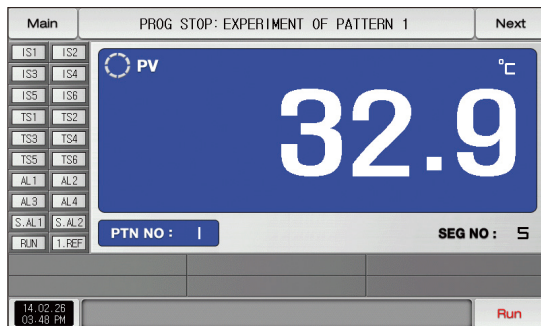 Main PROG STOP: EXPERIMENT OF PATTERN 1 Next
IS1 IS2
IS3 IS4
IS5 IS6
TS1 TS2
TS3 TS4
TS5 TS6
AL1 AL2
AL3 AL4
S.AL1 S.AL2
RUN 1.REF
PV ℃
32.9
PTN NO : 1 SEG NO : 5
14.02.26
03:48 PM
Run